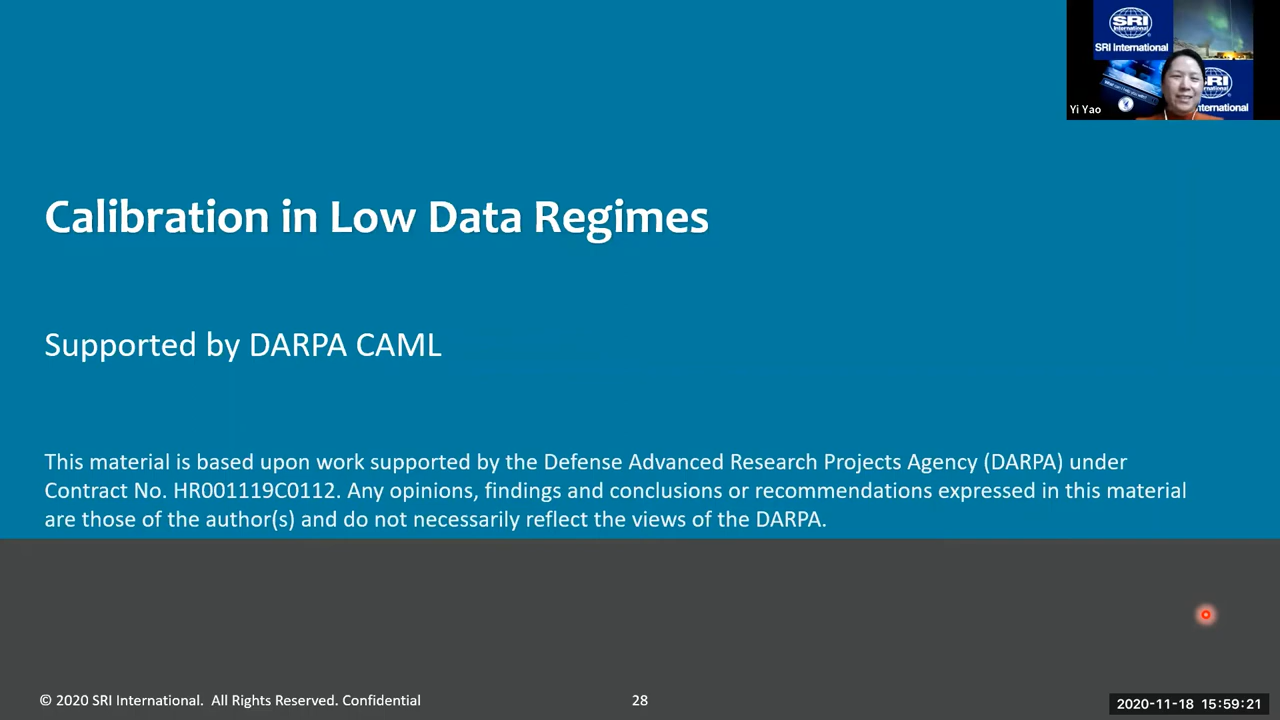 SRI
International
SRI International
SRI
International
Yi Yao
Calibration in Low Data Regimes
Supported by DARPA CAML
This material is based upon work supported by the Defense Advanced Research Projects Agency (DARPA) under
Contract No. HR001119C0112. Any opinions, findings and conclusions or recommendations expressed in this material
are those of the author(s) and do not necessarily reflect the views of the DARPA.
© 2020 SRI International. All Rights Reserved. Confidential
28
2020-11-18 15:59:21